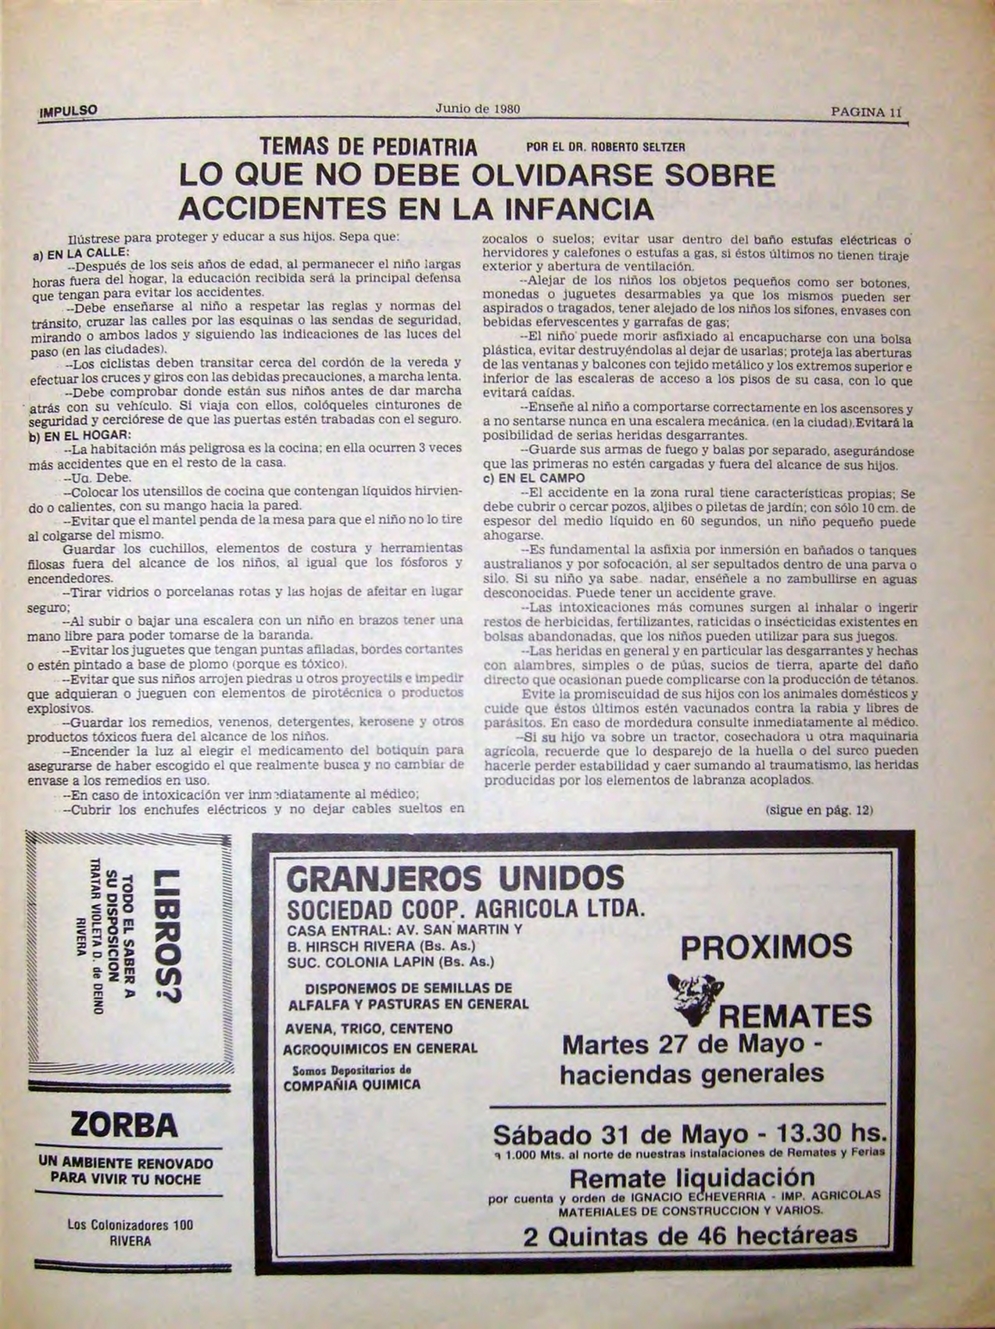 IMPULSO
Junio de 1980
PAGINA 11
TEMAS DE PEDIATRIA
POR EL DR. ROBERTO SELTZER
LO QUE NO DEBE OLVIDARSE SOBRE
ACCIDENTES EN LA INFANCIA
Ilústrese para proteger y educar a sus hijos. Sepa que:
a) EN LA CALLE:
--Después de los seis años de edad, al permanecer el niño largas
horas fuera del hogar, la educación recibida será la principal defensa
que tengan para evitar los accidentes.
--Debe enseñarse al niño a respetar las reglas y normas del
tránsito, cruzar las calles por las esquinas o las sendas de seguridad,
mirando o ambos lados y siguiendo las indicaciones de las luces del
paso (en las ciudades).
--Los ciclistas deben transitar cerca del cordón de la vereda y
efectuar los cruces y giros con las debidas precauciones, a marcha lenta.
--Debe comprobar donde están sus niños antes de dar marcha
atrás con su vehículo. Si viaja con ellos, colóqueles cinturones de
seguridad y cerciórese de que las puertas estén trabadas con el seguro.
b) EN EL HOGAR:
--La habitación más peligrosa es la cocina; en ella ocurren 3 veces
más accidentes que en el resto de la casa.
--Ud. Debe.
--Colocar los utensillos de cocina que contengan líquidos hirvien-
do o calientes, con su mango hacia la pared.
--Evitar que el mantel penda de la mesa para que el niño no lo tire
al colgarse del mismo.
Guardar los cuchillos, elementos de costura y herramientas
filosas fuera del alcance de los niños, al igual que los fósforos y
encendedores.
--Tirar vidrios o porcelanas rotas y las hojas de afeitar en lugar
seguro;
--Al subir o bajar una escalera con un niño en brazos tener una
mano libre para poder tomarse de la baranda.
--Evitar los juguetes que tengan puntas afiladas, bordes cortantes
o estén pintado a base de plomo (porque es tóxico).
--Evitar que sus niños arrojen piedras u otros proyectils e impedir
que adquieran o jueguen con elementos de pirotécnica o productos
explosivos.
--Guardar los remedios, venenos, detergentes, kerosene y otros
productos tóxicos fuera del alcance de los niños.
--Encender la luz al elegir el medicamento del botiquín para
asegurarse de haber escogido el que realmente busca y no cambiar de
envase a los remedios en uso.
--En caso de intoxicación ver inmediatamente al médico;
--Cubrir los enchufes eléctricos y no dejar cables sueltos en
zocalos o suelos; evitar usar dentro del baño estufas eléctricas o
hervidores y calefones o estufas a gas, si éstos últimos no tienen tiraje
exterior y abertura de ventilación.
--Alejar de los niños los objetos pequeños como ser botones,
monedas o juguetes desarmables ya que los mismos pueden ser
aspirados o tragados, tener alejado de los niños los sifones, envases con
bebidas efervescentes y garrafas de gas;
--El niño puede morir asfixiado al encapucharse con una bolsa
plástica, evitar destruyéndolas al dejar de usarlas; proteja las aberturas
de las ventanas y balcones con tejido metálico y los extremos superior e
inferior de las escaleras de acceso a los pisos de su casa, con lo que
evitará caídas.
--Enseñe al niño a comportarse correctamente en los ascensores y
a no sentarse nunca en una escalera mecánica. (en la ciudad).Evitará la
posibilidad de serias heridas desgarrantes.
--Guarde sus armas de fuego y balas por separado, asegurándose
que las primeras no estén cargadas y fuera del alcance de sus hijos.
c) EN EL CAMPO
--El accidente en la zona rural tiene características propias; Se
debe cubrir o cercar pozos, aljibes o piletas de jardín; con sólo 10 cm. de
espesor del medio líquido en 60 segundos, un niño pequeño puede
ahogarse.
--Es fundamental la asfixia por inmersión en bañados o tanques
australianos y por sofocación, al ser sepultados dentro de una parva o
silo. Si su niño ya sabe nadar, enséñele a no zambullirse en aguas
desconocidas. Puede tener un accidente grave.
--Las intoxicaciones más comunes surgen al inhalar o ingerir
restos de herbicidas, fertilizantes, raticidas o insecticidas existentes en
bolsas abandonadas, que los niños pueden utilizar para sus juegos.
--Las heridas en general y en particular las desgarrantes y hechas
con alambres, simples o de púas, sucios de tierra, aparte del daño
directo que ocasionan puede complicarse con la producción de tétanos.
Evite la promiscuidad de sus hijos con los animales domésticos y
cuide que éstos últimos estén vacunados contra la rabia y libres de
parásitos. En caso de mordedura consulte inmediatamente al médico.
--Si su hijo va sobre un tractor, cosechadora u otra maquinaria
agrícola, recuerde que lo desparejo de la huella o del surco pueden
hacerle perder estabilidad y caer sumando al traumatismo, las heridas
producidas por los elementos de labranza acoplados.
(sigue en pág. 12)
LIBROS?
TODO EL SABER A
SU DISPOSICION
TRATAR VIOLETA D. de DEINO
RIVERA
ZORBA
UN AMBIENTE RENOVADO
PARA VIVIR TU NOCHE
Los Colonizadores 100
RIVERA
GRANJEROS UNIDOS
SOCIEDAD COOP. AGRICOLA LTDA.
CASA ENTRAL: AV. SAN MARTIN Y
B. HIRSCH RIVERA (Bs. As.)
SUC. COLONIA LAPIN (Bs. As.)
DISPONEMOS DE SEMILLAS DE
ALFALFA Y PASTURAS EN GENERAL
AVENA, TRIGO, CENTENO
AGROQUIMICOS EN GENERAL
Somos Depositarios de
COMPAÑIA QUIMICA
PROXIMOS
REMATES
Martes 27 de Mayo -
haciendas generales
Sábado 31 de Mayo - 13.30 hs.
1.000 Mts. al norte de nuestras instalaciones de Remates y Ferias
Remate liquidación
por cuenta y orden de IGNACIO ECHEVERRIA - IMP. AGRICOLAS
MATERIALES DE CONSTRUCCION Y VARIOS.
2 Quintas de 46 hectáreas